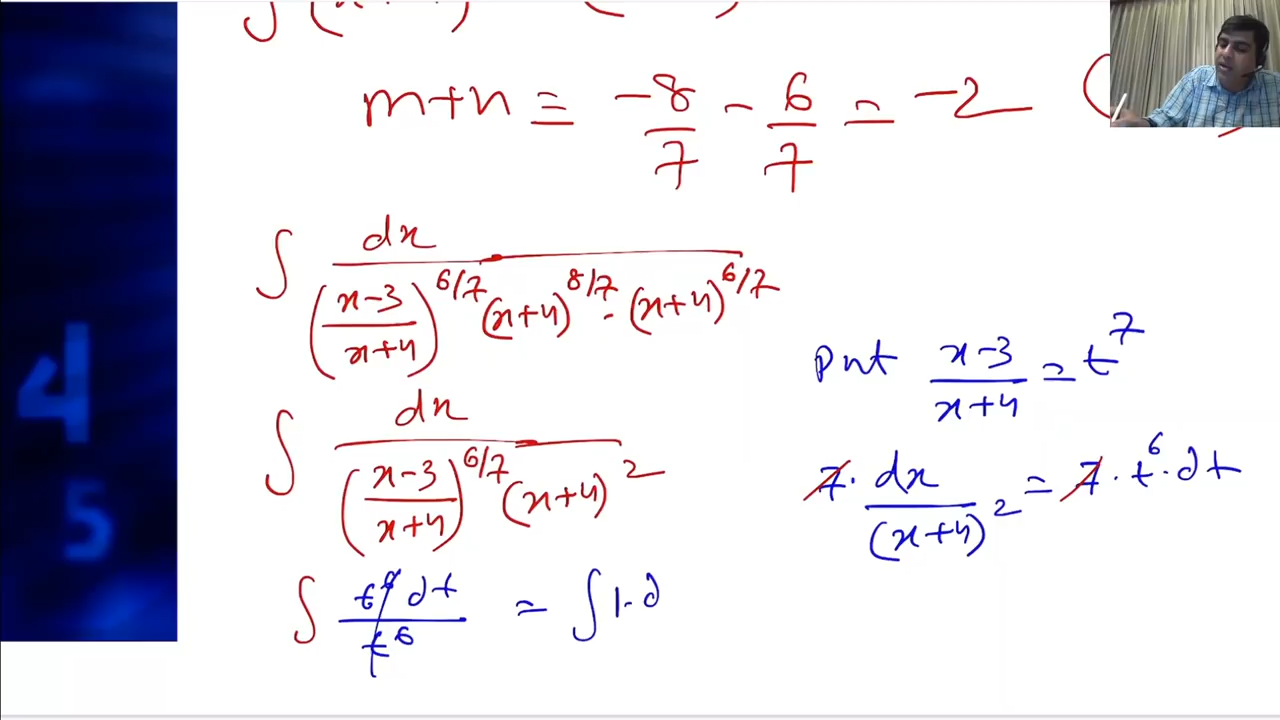 m+n = -8/7 - 6/7 = -2 (
∫ dx / ((x-3)/(x+4))^6/7 (x+4)^8/7 · (x+4)^6/7
put (x-3)/(x+4) = t^7
∫ dx / ((x-3)/(x+4))^6/7 (x+4)^2
7· dx/(x+4)^2 = 7· t^6 · dt
∫ t^6 dt / t^6 = ∫ 1·d
4
5